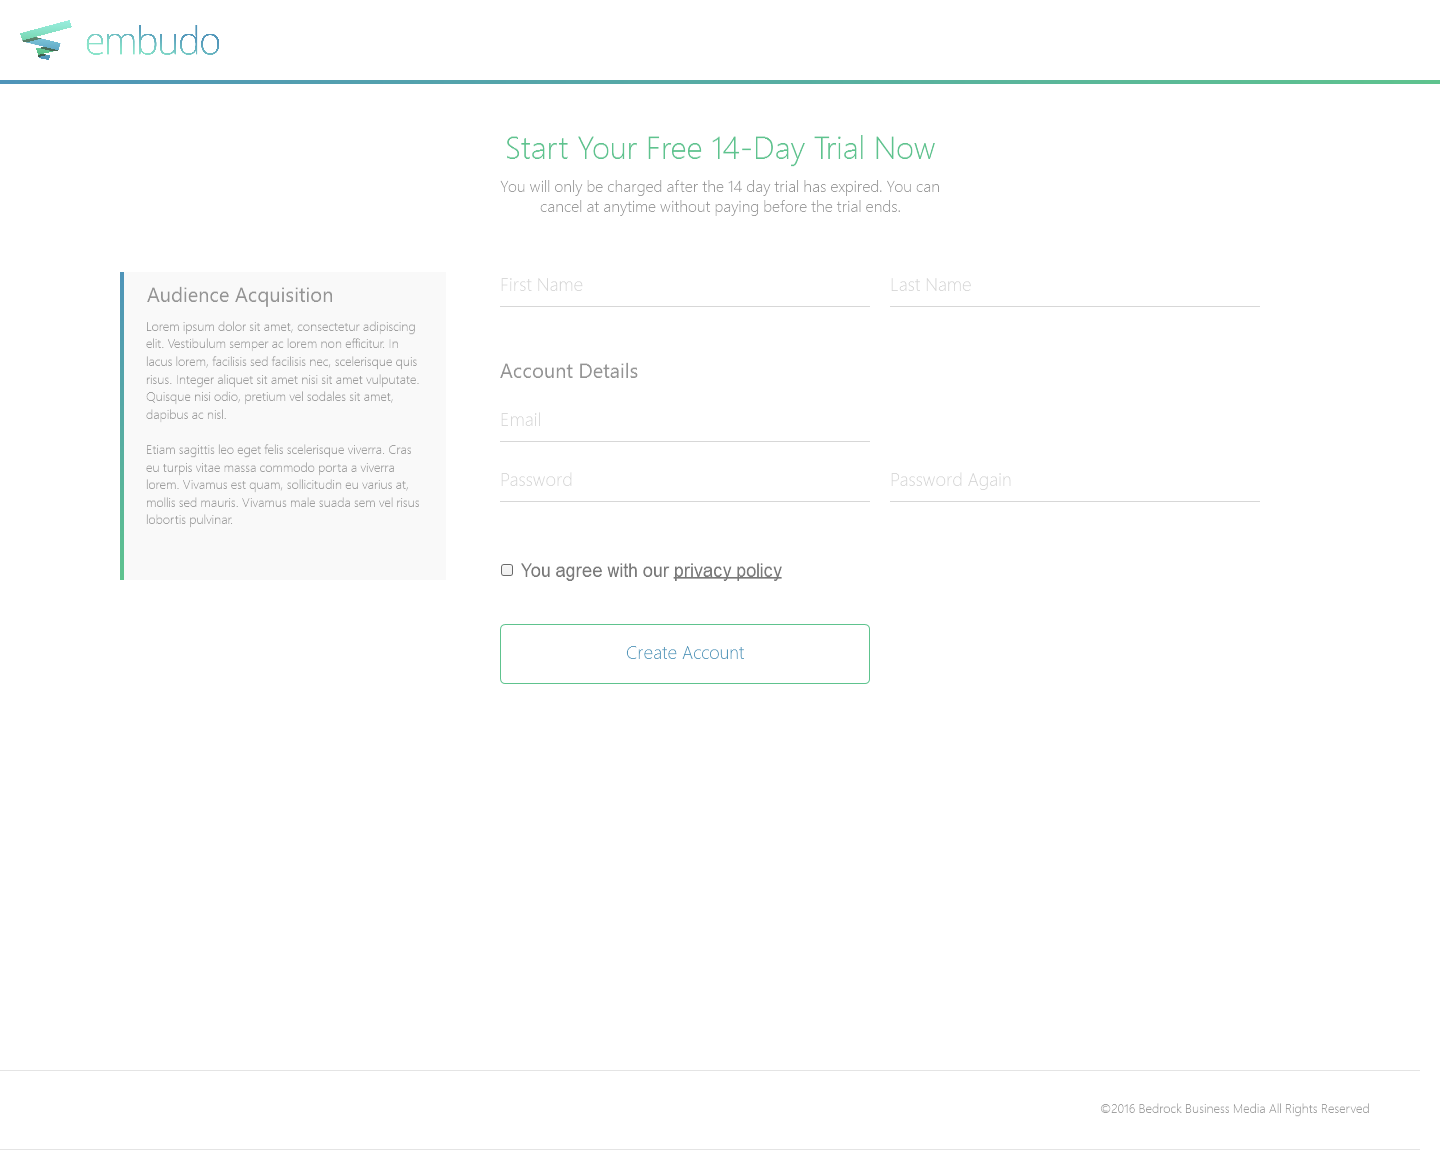 embudo
Start Your Free 14-Day Trial Now
You will only be charged after the 14 day trial has expired. You can
cancel at anytime without paying before the trial ends.
Audience Acquisition
Lorem ipsum dolor sit amet, consectetur adipiscing
elit. Vestibulum semper ac lorem non efficitur. In
lacus lorem, facilisis sed facilisis nec, scelerisque quis
risus. Integer aliquet sit amet nisi sit amet vulputate.
Quisque nisi odio, pretium vel sodales sit amet,
dapibus ac nisl.
Etiam sagittis leo eget felis scelerisque viverra. Cras
eu turpis vitae massa commodo porta a viverra
lorem. Vivamus est quam, sollicitudin eu varius at,
mollis sed mauris. Vivamus male suada sem vel risus
lobortis pulvinar.
First Name
Last Name
Account Details
Email
Password
Password Again
You agree with our privacy policy
Create Account
©2016 Bedrock Business Media All Rights Reserved